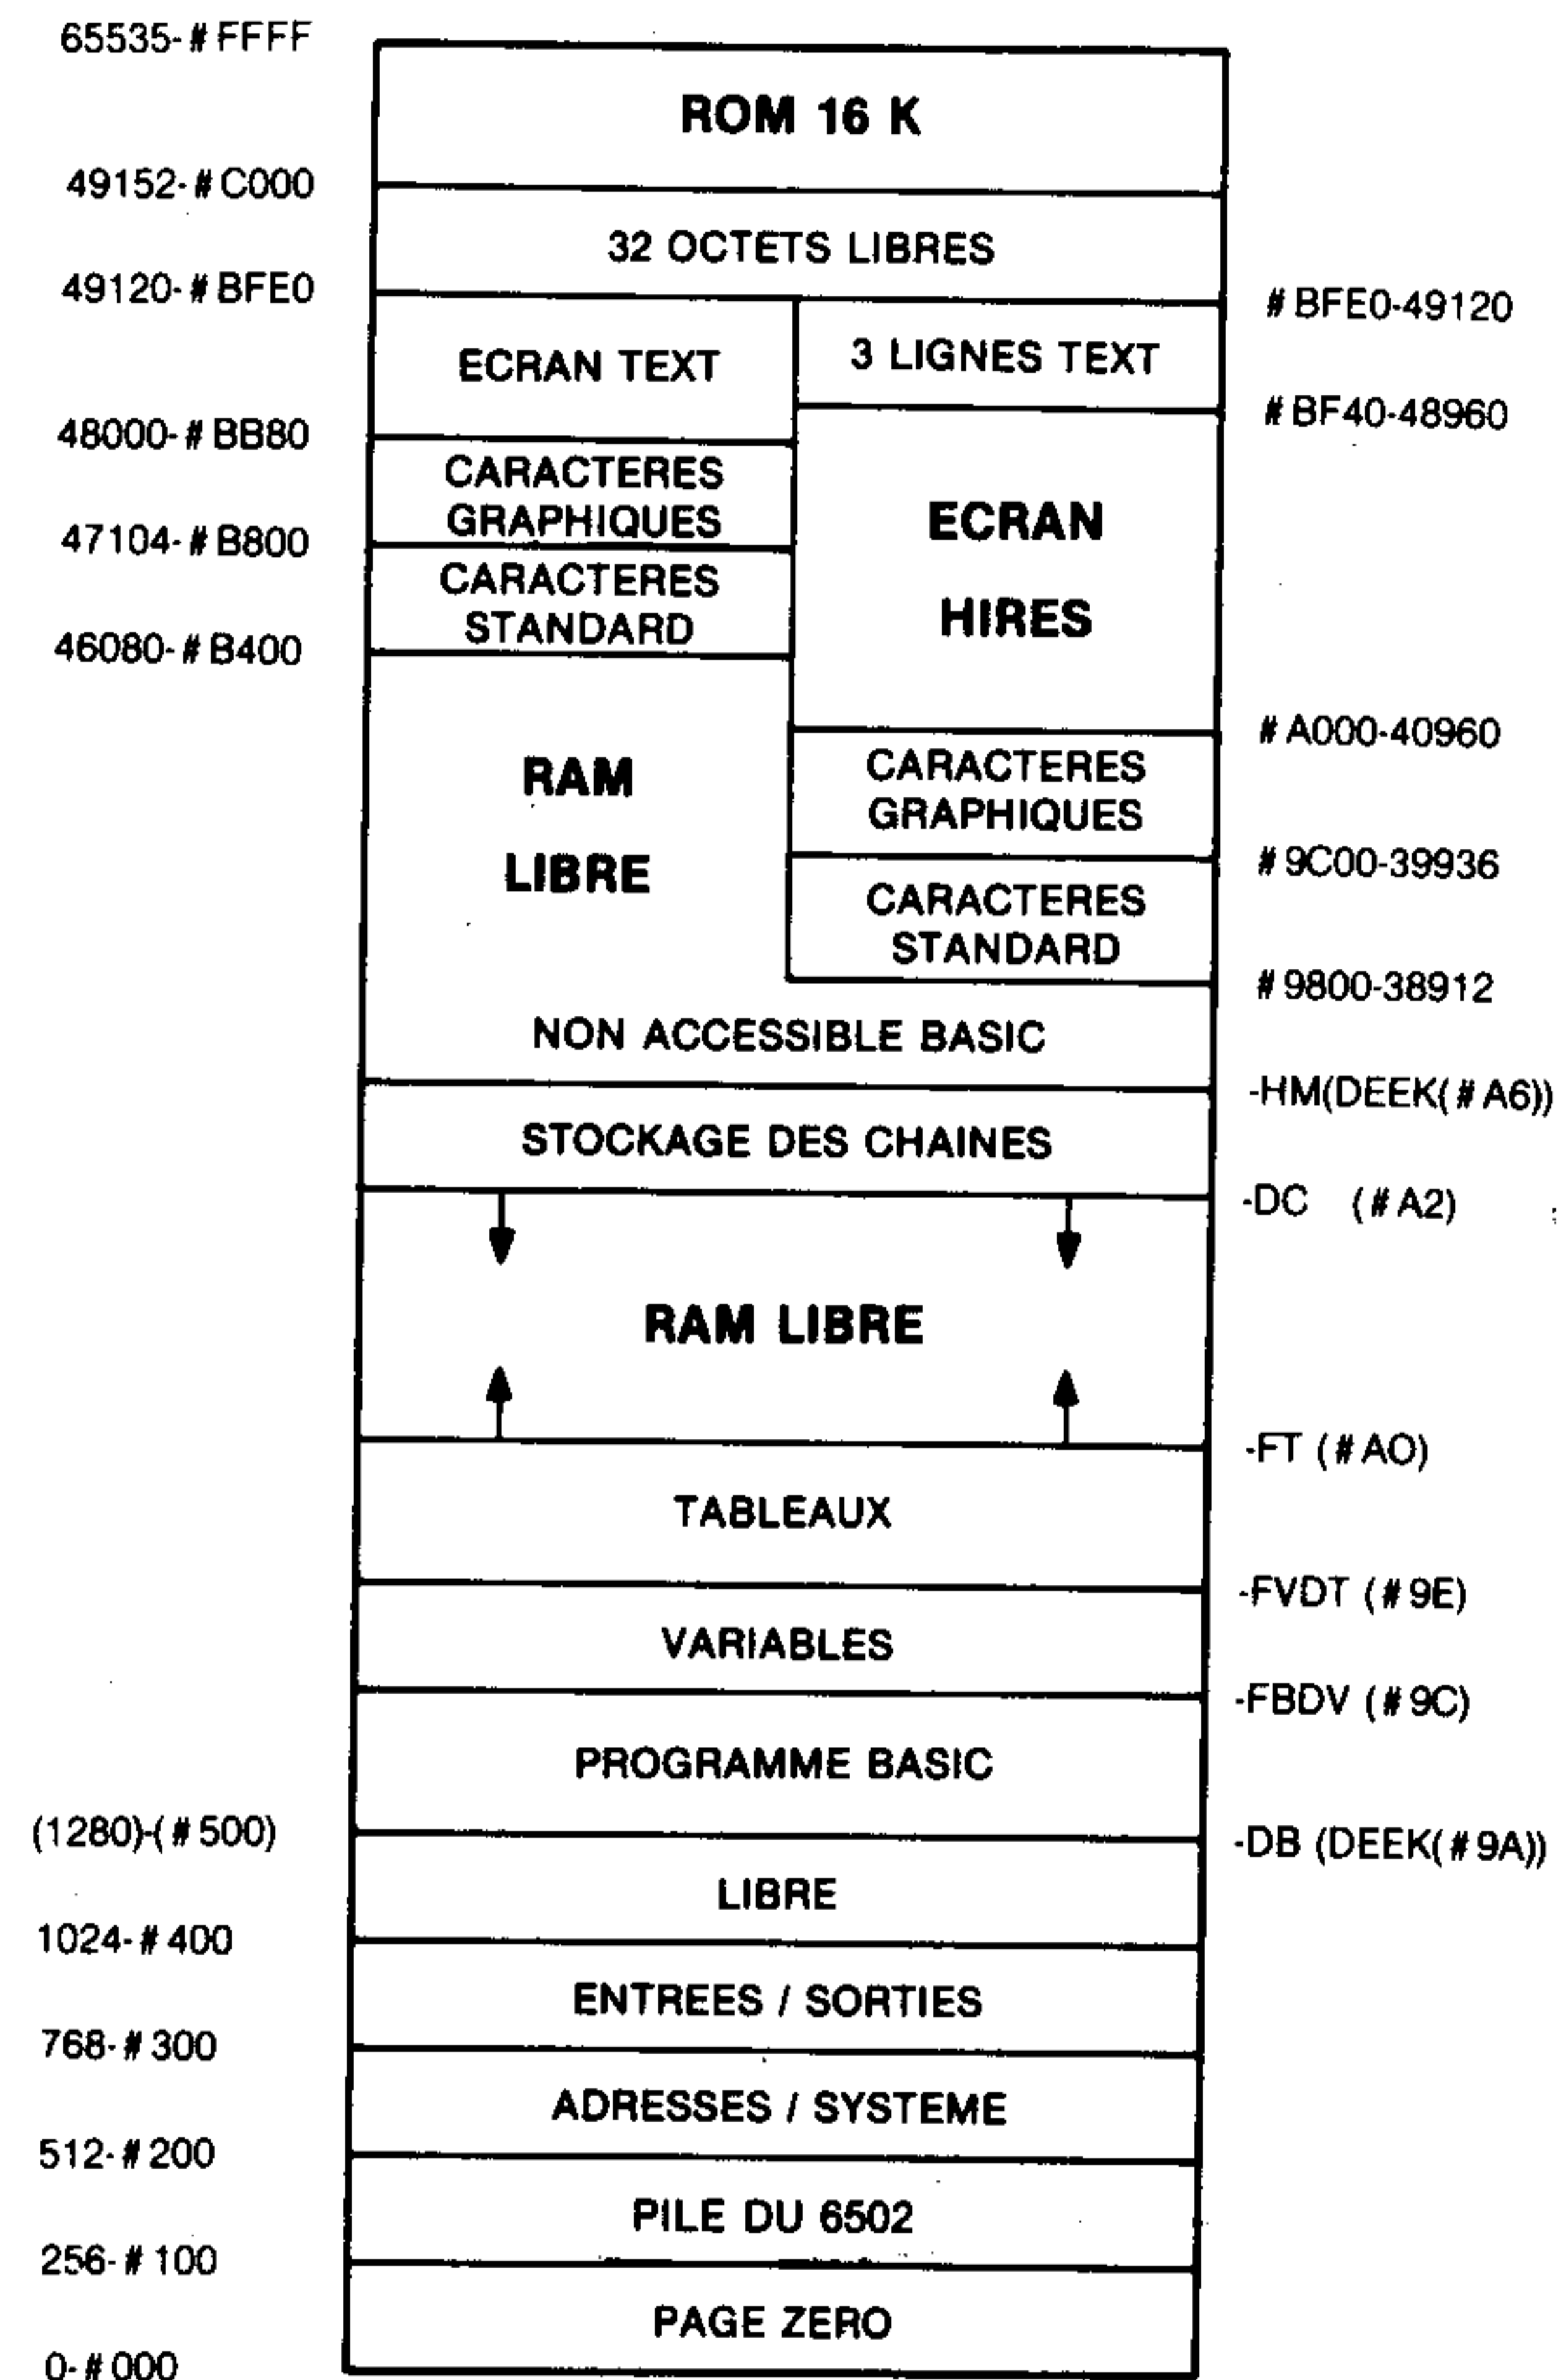 65535-# FFFF
ROM 16 K
49152-# C000
32 OCTETS LIBRES
49120-# BFE0
# BFE0-49120
ECRAN TEXT
3 LIGNES TEXT
48000-# BB80
# BF40-48960
CARACTERES
GRAPHIQUES
47104-# B800
ECRAN
HIRES
CARACTERES
STANDARD
46080-# B400
# A000-40960
RAM
LIBRE
CARACTERES
GRAPHIQUES
# 9C00-39936
CARACTERES
STANDARD
# 9800-38912
NON ACCESSIBLE BASIC
-HM(DEEK(# A6))
STOCKAGE DES CHAINES
-DC (# A2)
RAM LIBRE
-FT (# AO)
TABLEAUX
-FVDT (# 9E)
VARIABLES
-FBDV (# 9C)
PROGRAMME BASIC
(1280)-(# 500)
-DB (DEEK(# 9A))
LIBRE
1024-# 400
ENTREES / SORTIES
768-# 300
ADRESSES / SYSTEME
512-# 200
PILE DU 6502
256-# 100
PAGE ZERO
0-# 000